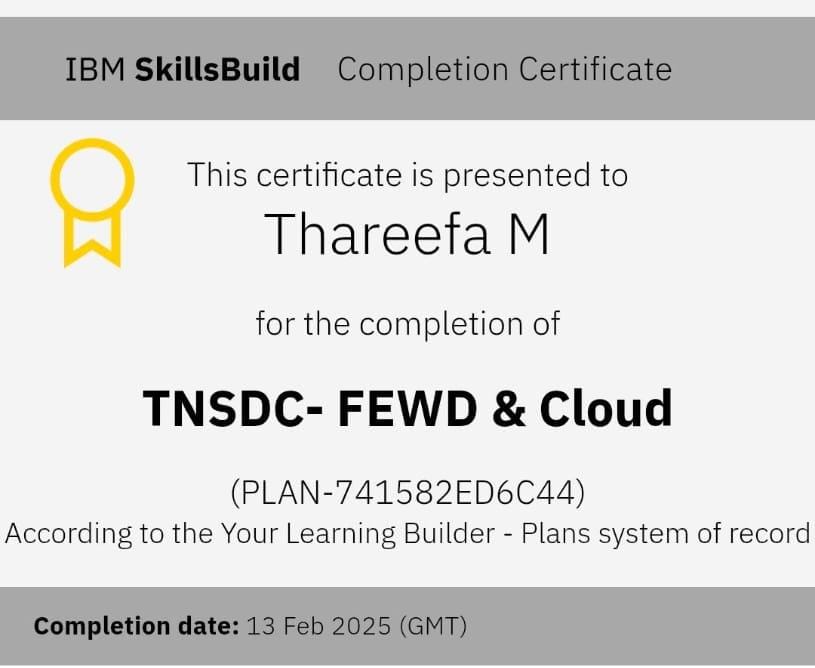 IBM SkillsBuild Completion Certificate
This certificate is presented to
Thareefa M
for the completion of
TNSDC- FEWD & Cloud
(PLAN-741582ED6C44)
According to the Your Learning Builder - Plans system of record
Completion date: 13 Feb 2025 (GMT)